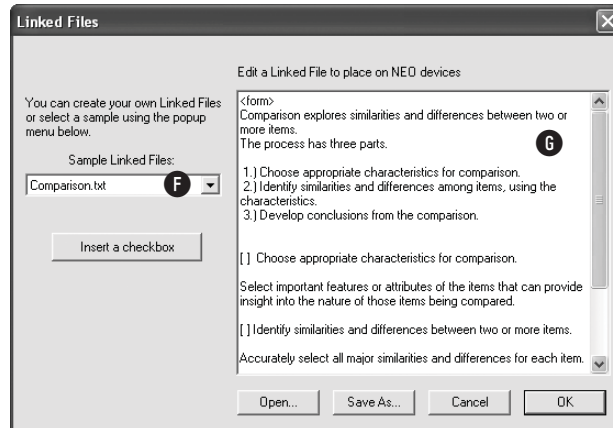 Linked Files
Edit a Linked File to place on NEO devices
You can create your own Linked Files
or select a sample using the popup
menu below.
Sample Linked Files:
Comparison.txt
F
Insert a checkbox
<form>
Comparison explores similarities and differences between two or
more items.
The process has three parts.
1.) Choose appropriate characteristics for comparison.
2.) Identify similarities and differences among items, using the
characteristics.
3.) Develop conclusions from the comparison.
G
[ ] Choose appropriate characteristics for comparison.
Select important features or attributes of the items that can provide
insight into the nature of those items being compared.
[ ] Identify similarities and differences between two or more items.
Accurately select all major similarities and differences for each item.
Open...
Save As...
Cancel
OK